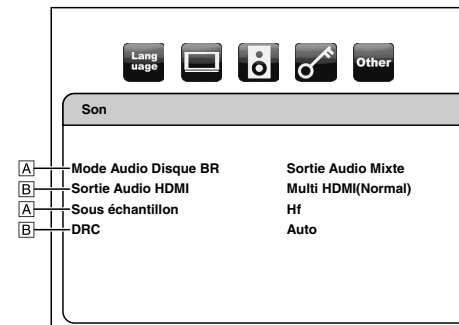 Lang
uage
Other
Son
A Mode Audio Disque BR Sortie Audio Mixte
B Sortie Audio HDMI Multi HDMI(Normal)
A Sous échantillon Hf
B DRC Auto